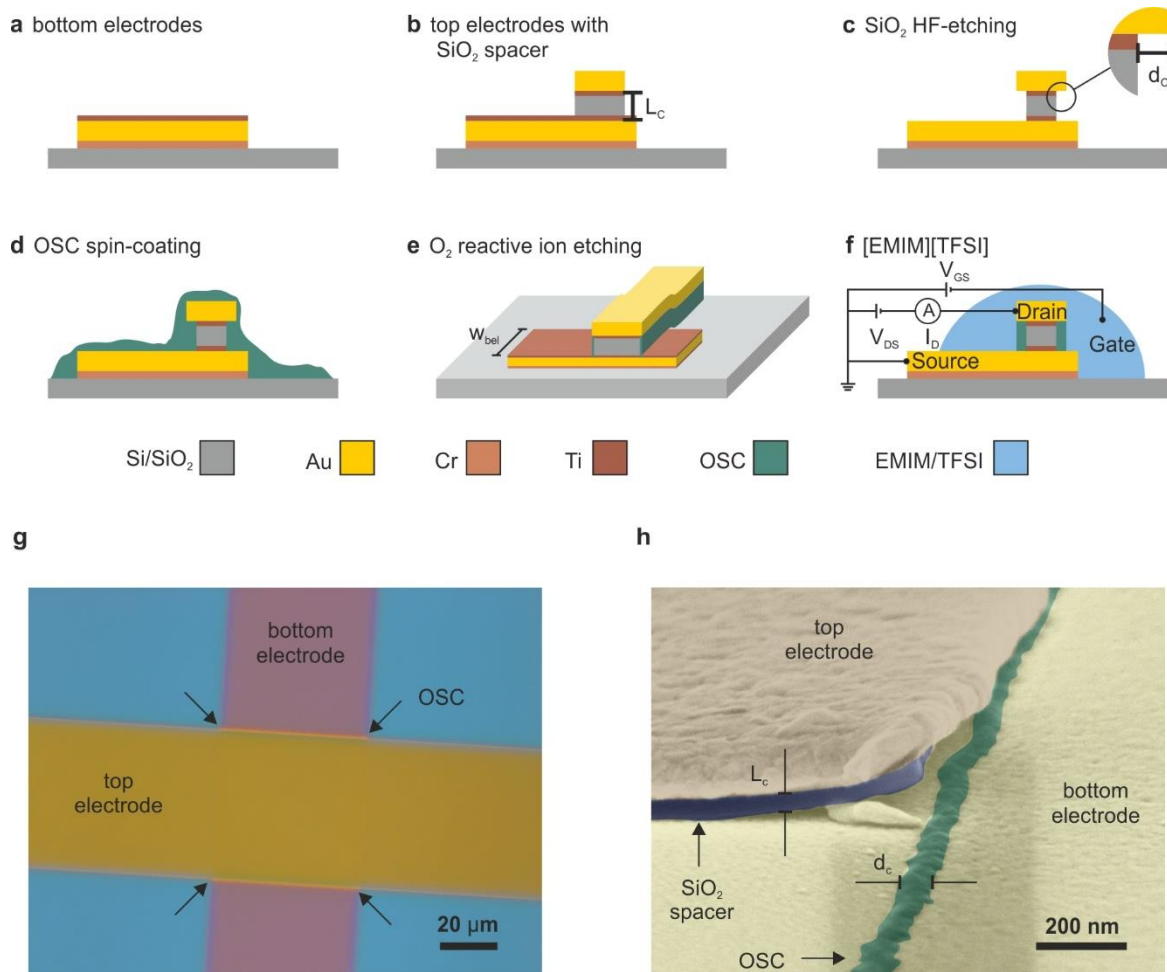 a bottom electrodes
b top electrodes with
SiO₂ spacer
L_C
c SiO₂ HF-etching
d_C
d OSC spin-coating
e O₂ reactive ion etching
W_bel
f [EMIM][TFSI]
V_GS
A
Drain
V_DS
I_D
Gate
Source
Si/SiO₂
Au
Cr
Ti
OSC
EMIM/TFSI
g
bottom
electrode
OSC
top
electrode
20 µm
h
top
electrode
L_c
bottom
electrode
d_c
SiO₂
spacer
200 nm
OSC